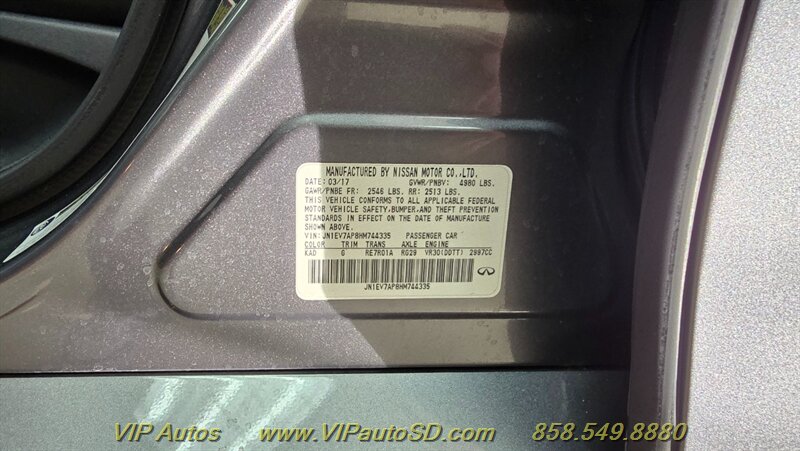 MANUFACTURED BY NISSAN MOTOR CO.,LTD.
DATE: 03/17 GVWR/PNBV: 4980 LBS.
GAWR/PNBE FR: 2546 LBS. RR: 2513 LBS.
THIS VEHICLE CONFORMS TO ALL APPLICABLE FEDERAL
MOTOR VEHICLE SAFETY,BUMPER,AND THEFT PREVENTION
STANDARDS IN EFFECT ON THE DATE OF MANUFACTURE
SHOWN ABOVE.
VIN: JN1EV7AP8HM744335 PASSENGER CAR
COLOR TRIM TRANS AXLE ENGINE
KAD G RE7R01A RG29 VR30(DDTT) 2997CC
JN1EV7AP8HM744335
VIP Autos www.VIPautoSD.com 858.549.8880